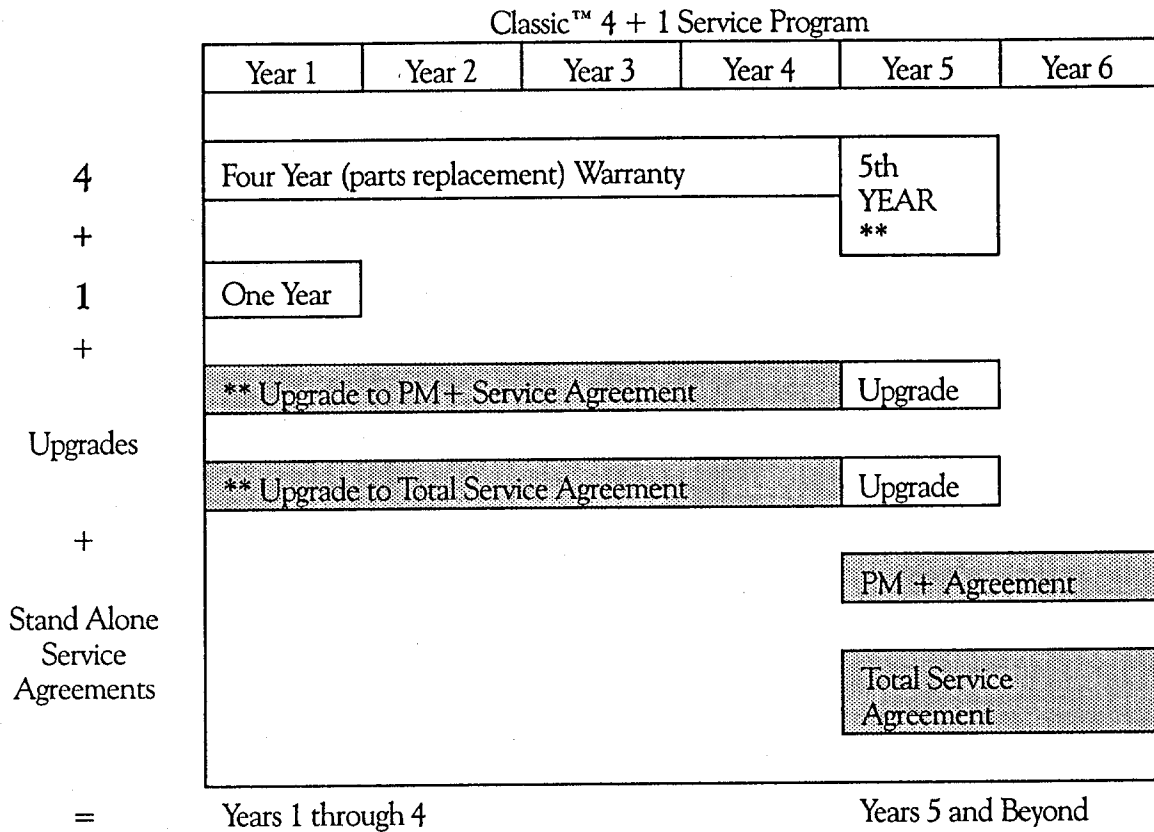 Classic™ 4 + 1 Service Program
Year 1 Year 2 Year 3 Year 4 Year 5 Year 6
4 Four Year (parts replacement) Warranty 5th
YEAR
+ **
1 One Year
+
** Upgrade to PM+ Service Agreement Upgrade
Upgrades
** Upgrade to Total Service Agreement Upgrade
+
PM + Agreement
Stand Alone
Service
Agreements
Total Service
Agreement
= Years 1 through 4 Years 5 and Beyond